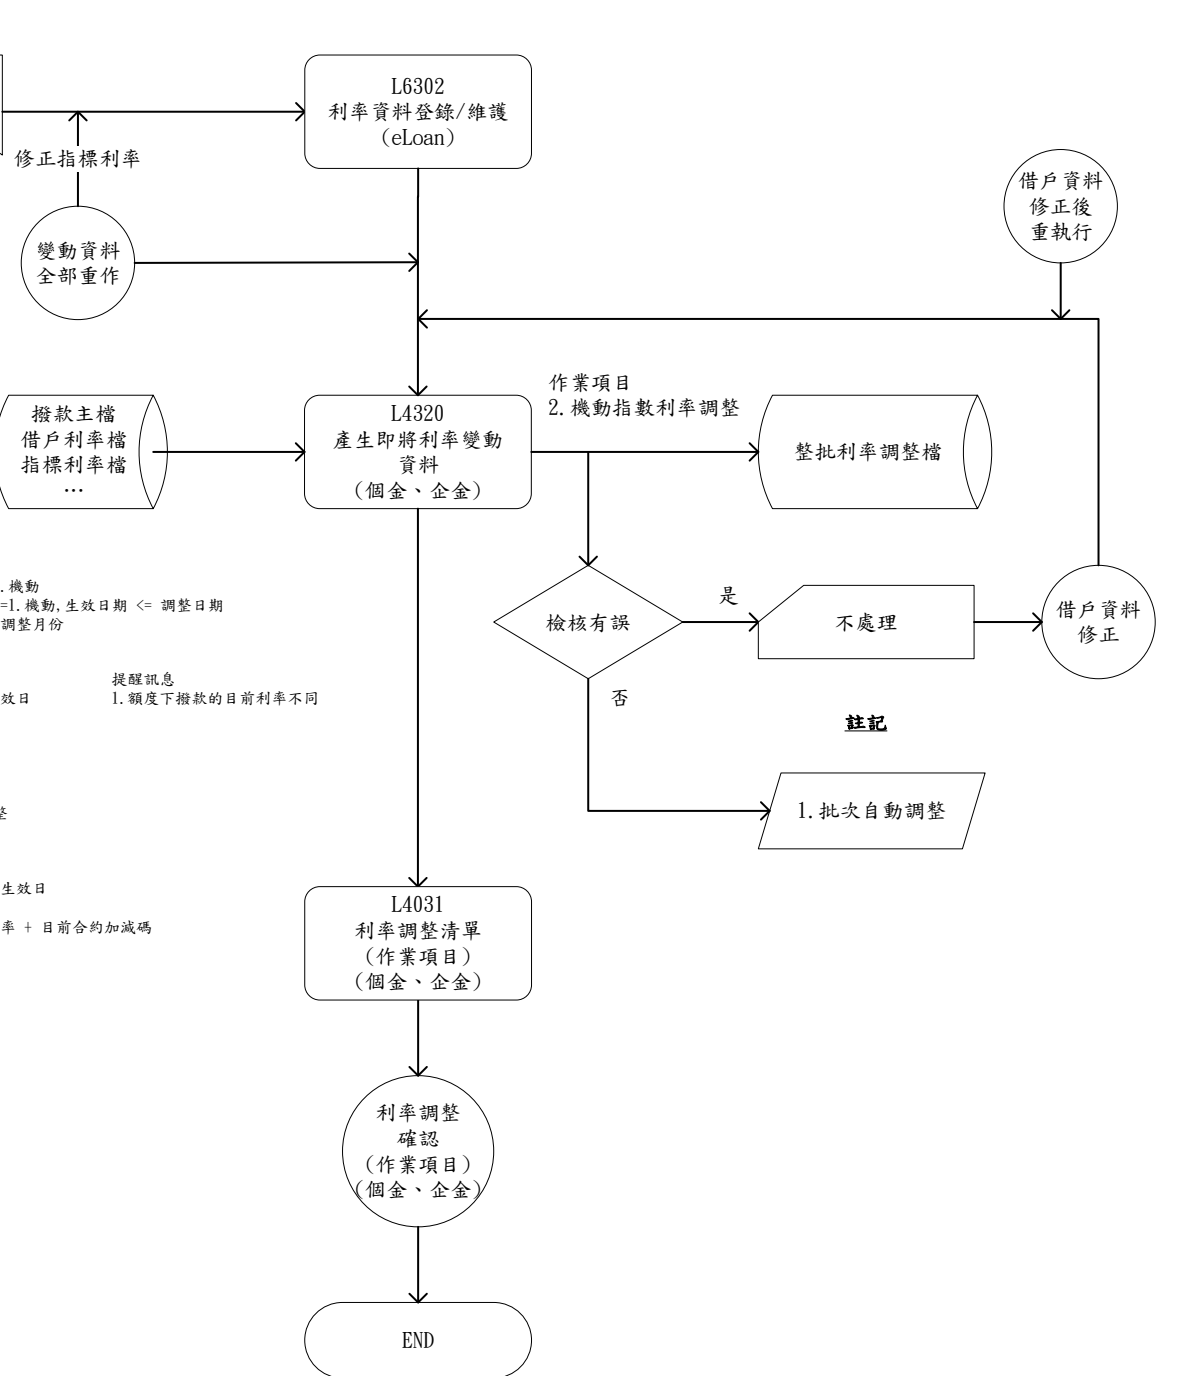 L6302
利率資料登錄/維護
(eLoan)
修正指標利率
借戶資料
修正後
重執行
變動資料
全部重作
作業項目
2.機動指數利率調整
撥款主檔
借戶利率檔
指標利率檔
...
L4320
產生即將利率變動
資料
(個金、企金)
整批利率調整檔
.機動
=1.機動,生效日期 <= 調整日期
調整月份
檢核有誤
是
不處理
借戶資料
修正
提醒訊息
效日
1.額度下撥款的目前利率不同
否
註記
1.批次自動調整
整
生效日
率 + 目前合約加減碼
L4031
利率調整清單
(作業項目)
(個金、企金)
利率調整
確認
(作業項目)
(個金、企金)
END